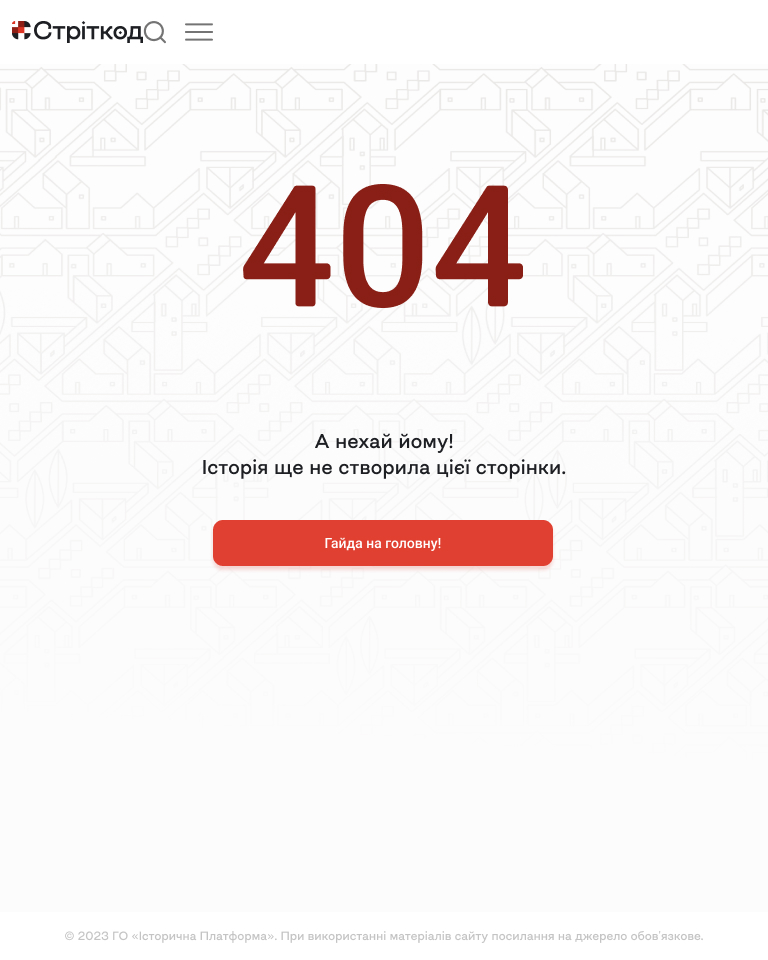 Стріткод
404
А нехай йому!
Історія ще не створила цієї сторінки.
Гайда на головну!
© 2023 ГО «Історична Платформа». При використанні матеріалів сайту посилання на джерело обов'язкове.